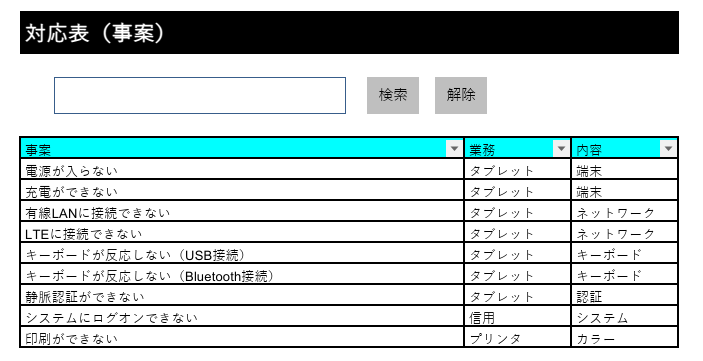 対応表（事案）
検索 解除
事案 業務 内容
電源が入らない タブレット 端末
充電ができない タブレット 端末
有線LANに接続できない タブレット ネットワーク
LTEに接続できない タブレット ネットワーク
キーボードが反応しない（USB接続） タブレット キーボード
キーボードが反応しない（Bluetooth接続） タブレット キーボード
静脈認証ができない タブレット 認証
システムにログオンできない 信用 システム
印刷ができない プリンタ カラー